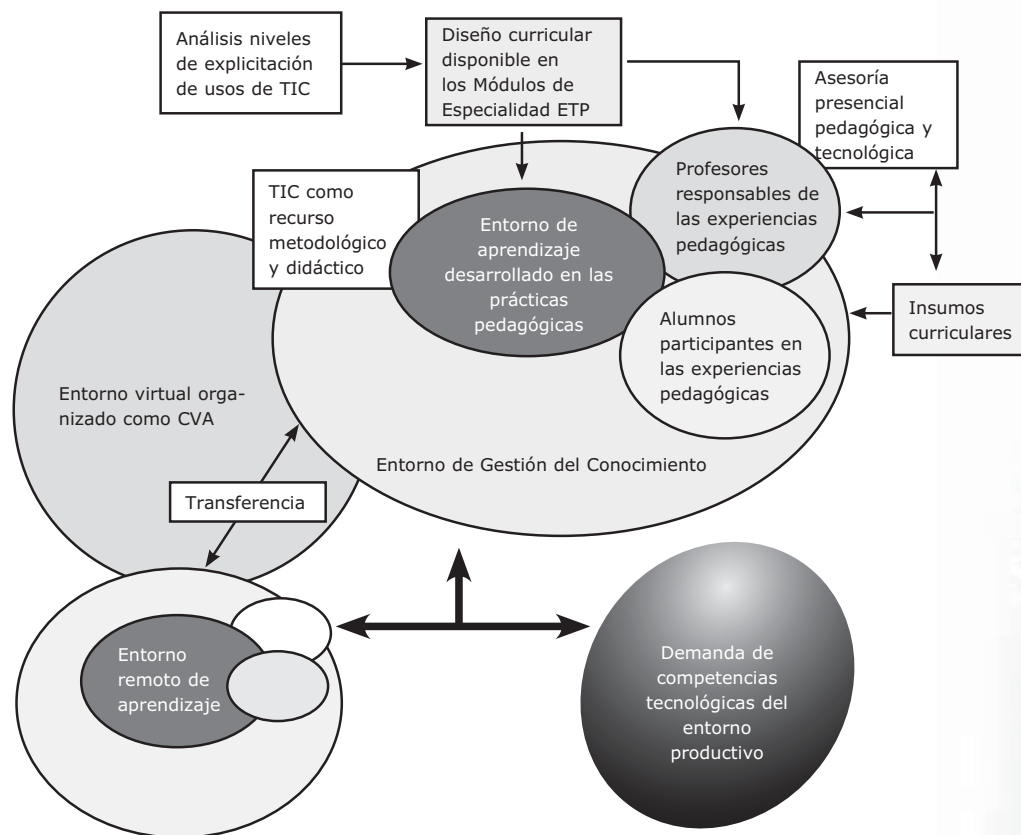 Análisis niveles
de explicitación
de usos de TIC
Diseño curricular
disponible en
los Módulos de
Especialidad ETP
Asesoría
presencial
pedagógica y
tecnológica
Profesores
responsables de
las experiencias
pedagógicas
TIC como
recurso
metodológico
y didáctico
Entorno de
aprendizaje
desarrollado en las
prácticas
pedagógicas
Insumos
curriculares
Alumnos
participantes en
las experiencias
pedagógicas
Entorno virtual orga-
nizado como CVA
Entorno de Gestión del Conocimiento
Transferencia
Entorno
remoto de
aprendizaje
Demanda de
competencias
tecnológicas del
entorno
productivo